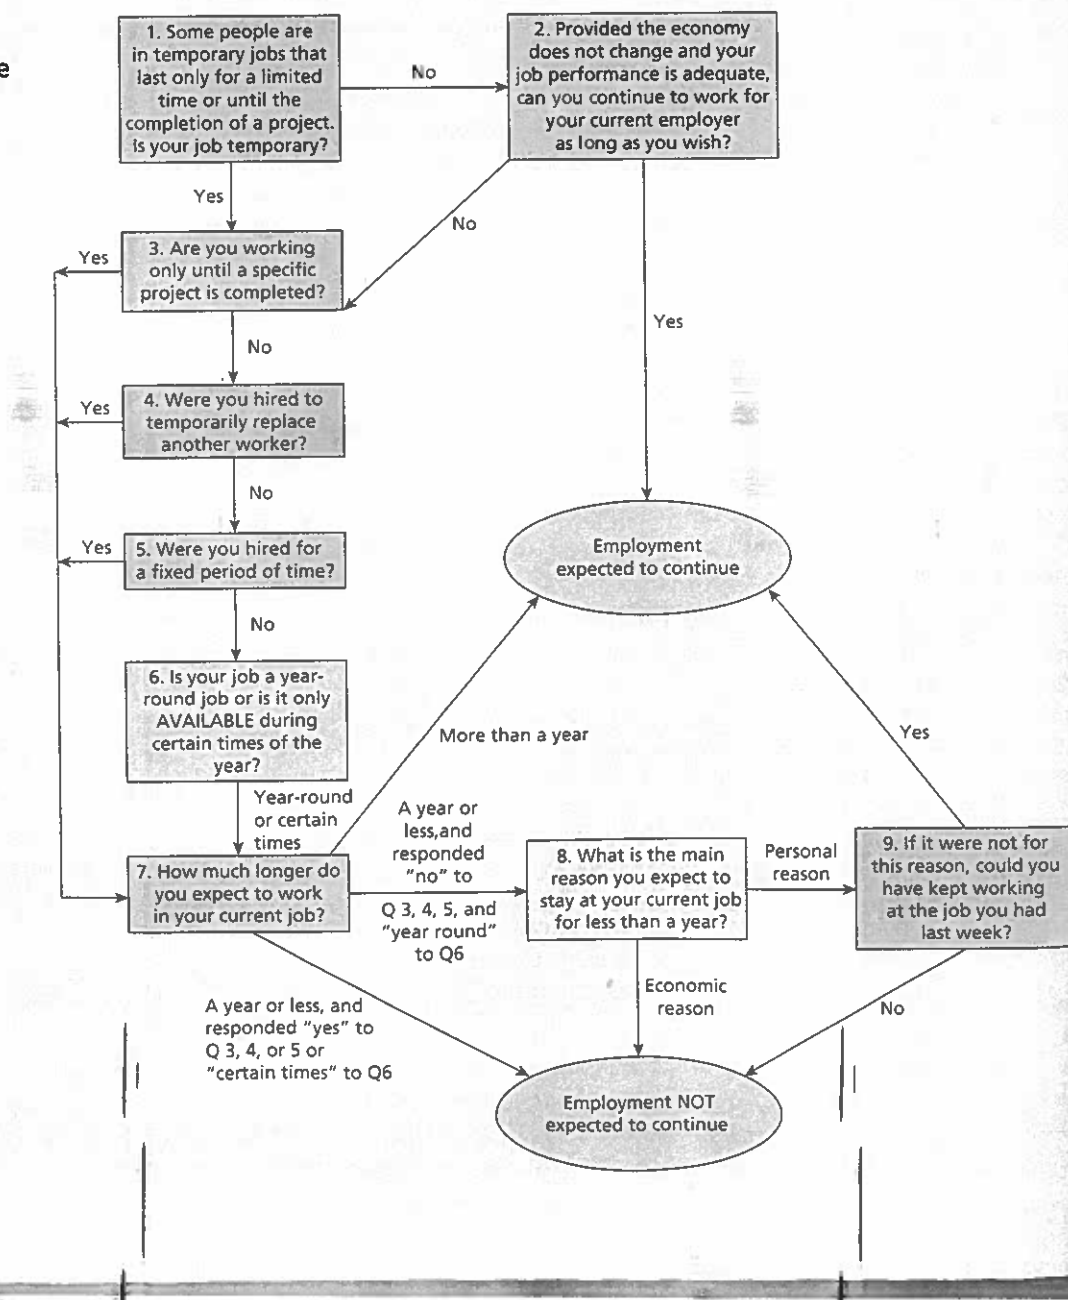 e
1. Some people are
in temporary jobs that
last only for a limited
time or until the
completion of a project.
Is your job temporary?
No
2. Provided the economy
does not change and your
job performance is adequate,
can you continue to work for
your current employer
as long as you wish?
Yes
No
Yes
3. Are you working
only until a specific
project is completed?
Yes
No
4. Were you hired to
temporarily replace
another worker?
Yes
No
5. Were you hired for
a fixed period of time?
Yes
No
Employment
expected to continue
6. Is your job a year-
round job or is it only
AVAILABLE during
certain times of the
year?
Year-round
or certain
times
More than a year
Yes
7. How much longer do
you expect to work
in your current job?
A year or
less,and
responded
"no" to
Q 3, 4, 5, and
"year round"
to Q6
8. What is the main
reason you expect to
stay at your current job
for less than a year?
Personal
reason
9. If it were not for
this reason, could you
have kept working
at the job you had
last week?
A year or less, and
responded "yes" to
Q 3, 4, or 5 or
"certain times" to Q6
Economic
reason
No
Employment NOT
expected to continue